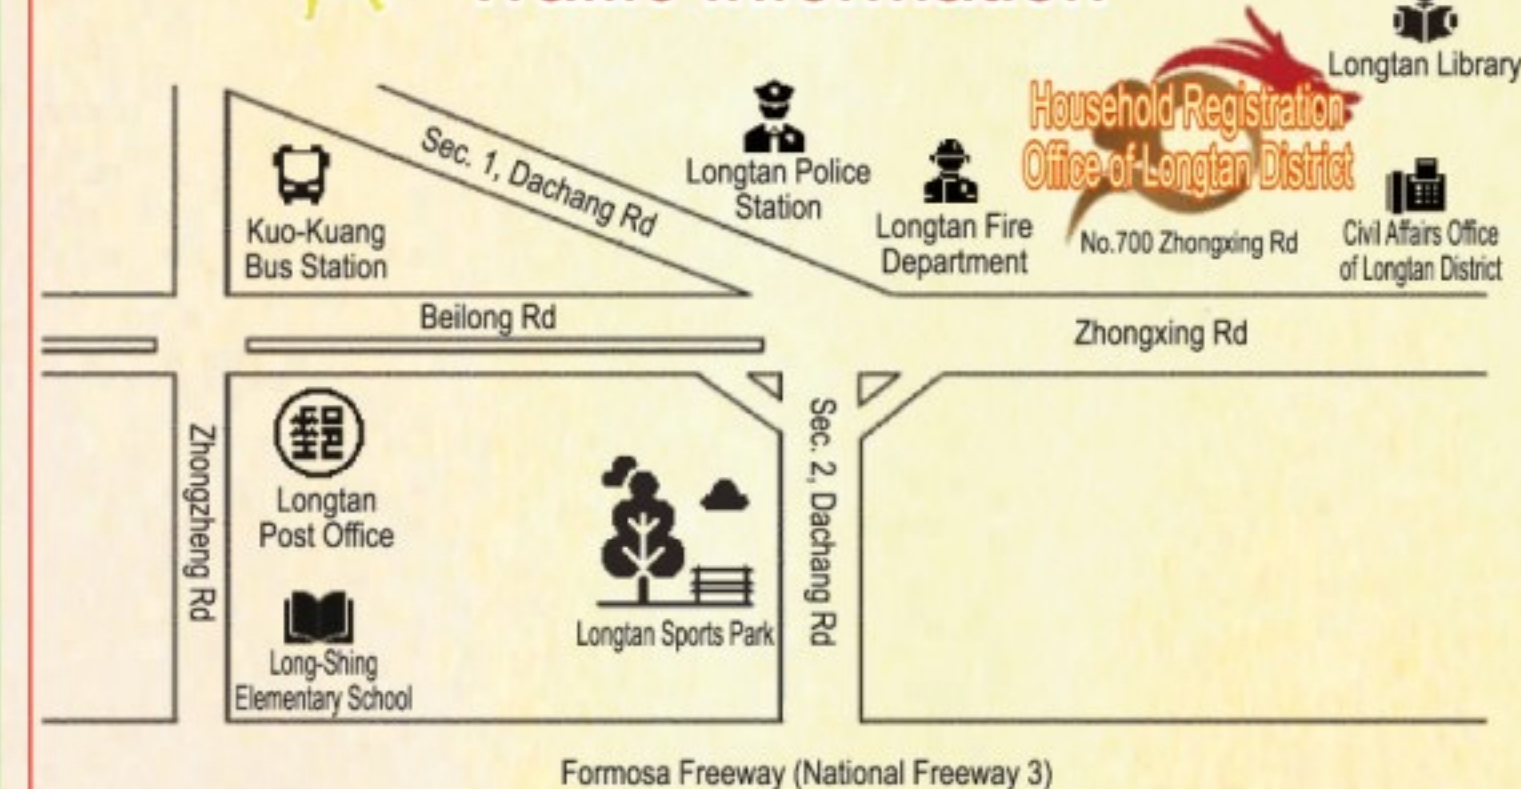 Traffic Information
Longtan Library
Household Registration
Office of Longtan District
No.700 Zhongxing Rd
Civil Affairs Office
of Longtan District
Longtan Police
Station
Longtan Fire
Department
Sec. 1, Dachang Rd
Kuo-Kuang
Bus Station
Beilong Rd
Zhongxing Rd
Zhongzheng Rd
郵
Longtan
Post Office
Long-Shing
Elementary School
Longtan Sports Park
Sec. 2, Dachang Rd
Formosa Freeway (National Freeway 3)